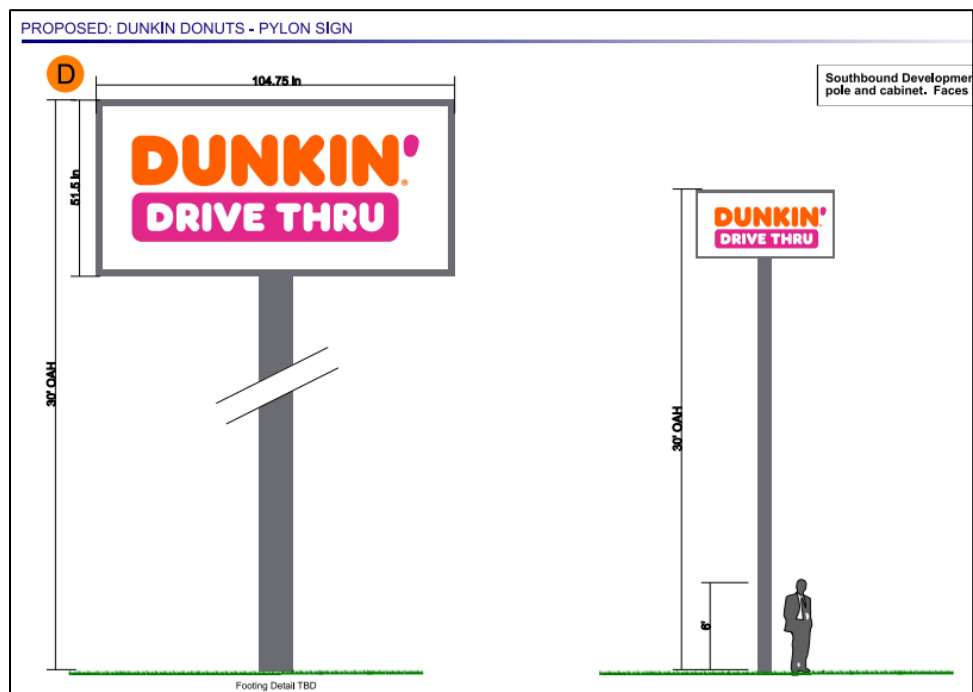 PROPOSED: DUNKIN DONUTS - PYLON SIGN
D
104.75 in
Southbound Developmen
pole and cabinet. Faces
51.5 in
DUNKIN'®
DRIVE THRU
30' OAH
Footing Detail TBD
DUNKIN'
DRIVE THRU
30' OAH
6'